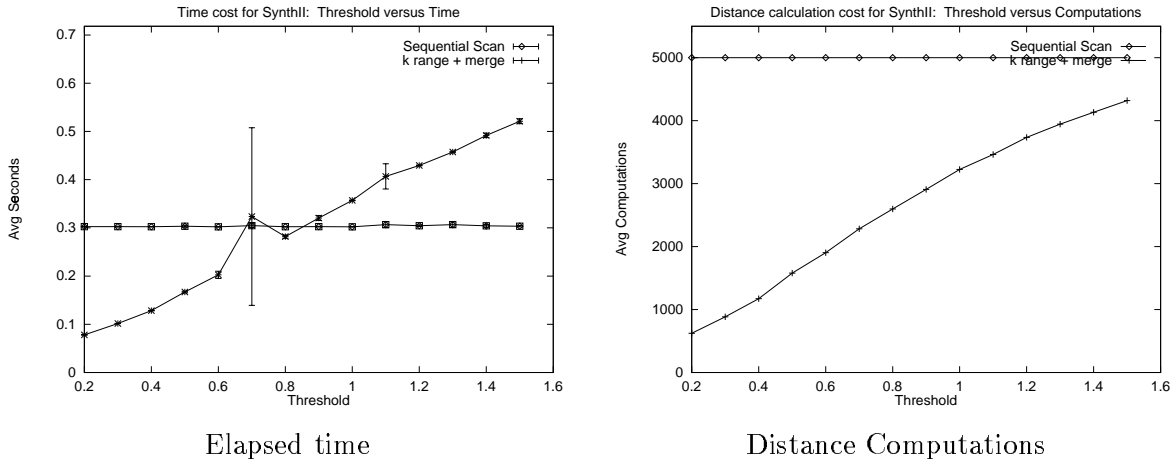 Time cost for SynthII: Threshold versus Time
0.7
0.6
0.5
0.4
0.3
0.2
0.1
0
Avg Seconds
Sequential Scan
k range + merge
0.2 0.4 0.6 0.8 1 1.2 1.4 1.6
Threshold
Elapsed time
Distance calculation cost for SynthII: Threshold versus Computations
5000
4000
3000
2000
1000
0
Avg Computations
Sequential Scan
k range + merge
0.2 0.4 0.6 0.8 1 1.2 1.4 1.6
Threshold
Distance Computations